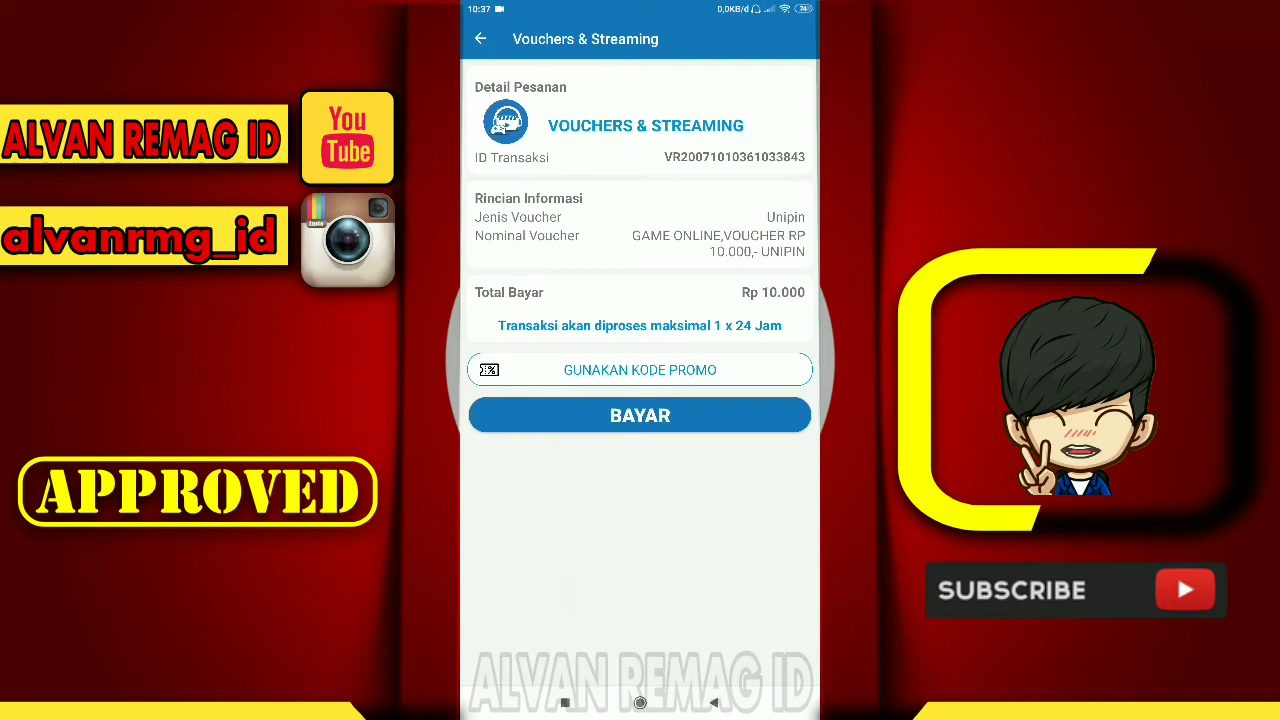 10:37
0,0KB/d
74
Vouchers & Streaming
Detail Pesanan
VOUCHERS & STREAMING
ID Transaksi VR20071010361033843
Rincian Informasi
Jenis Voucher Unipin
Nominal Voucher GAME ONLINE,VOUCHER RP
10.000,- UNIPIN
Total Bayar Rp 10.000
Transaksi akan diproses maksimal 1 x 24 Jam
GUNAKAN KODE PROMO
BAYAR
ALVAN REMAG ID
You
Tube
alvanrmg_id
Insta
APPROVED
SUBSCRIBE
ALVAN REMAG ID